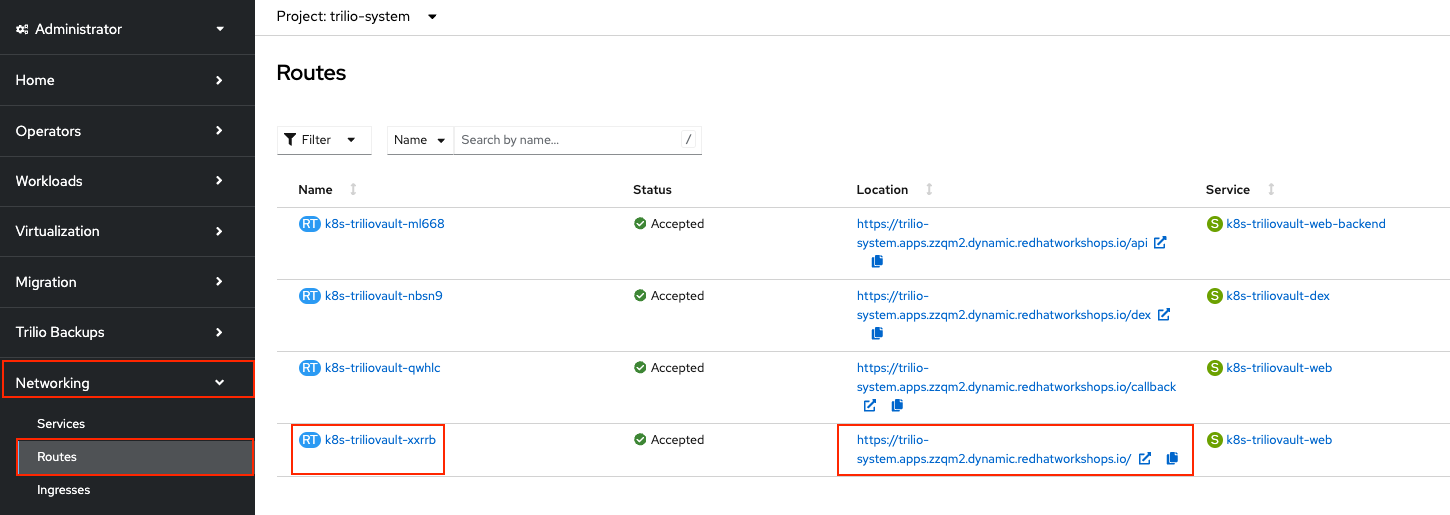 Administrator
Home
Operators
Workloads
Virtualization
Migration
Trilio Backups
Networking
Services
Routes
Ingresses
Project: trilio-system
Routes
Filter
Name
Search by name...
/
Name
Status
Location
Service
RT k8s-triliovault-ml668
Accepted
https://trilio-
system.apps.zzqm2.dynamic.redhatworkshops.io/api
S k8s-triliovault-web-backend
RT k8s-triliovault-nbsn9
Accepted
https://trilio-
system.apps.zzqm2.dynamic.redhatworkshops.io/dex
S k8s-triliovault-dex
RT k8s-triliovault-qwhlc
Accepted
https://trilio-
system.apps.zzqm2.dynamic.redhatworkshops.io/callback
S k8s-triliovault-web
RT k8s-triliovault-xxrrb
Accepted
https://trilio-
system.apps.zzqm2.dynamic.redhatworkshops.io/
S k8s-triliovault-web